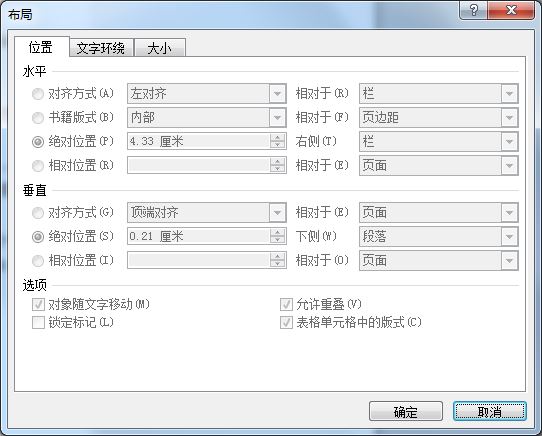 布局
位置 文字环绕 大小
水平
对齐方式(A) 左对齐 相对于(R) 栏
书籍版式(B) 内部 相对于(F) 页边距
绝对位置(P) 4.33 厘米 右侧(T) 栏
相对位置(R) 相对于(E) 页面
垂直
对齐方式(G) 顶端对齐 相对于(E) 页面
绝对位置(S) 0.21 厘米 下侧(W) 段落
相对位置(I) 相对于(O) 页面
选项
对象随文字移动(M) 允许重叠(V)
锁定标记(L) 表格单元格中的版式(C)
确定 取消